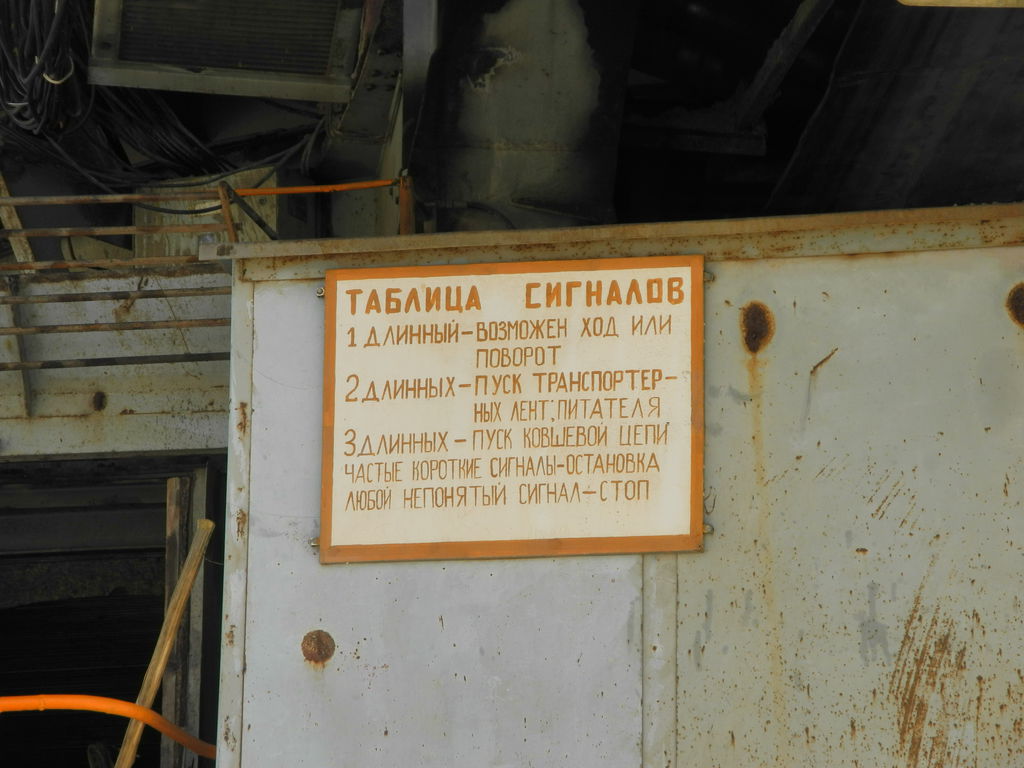 ТАБЛИЦА СИГНАЛОВ
1 ДЛИННЫЙ-ВОЗМОЖЕН ХОД ИЛИ
ПОВОРОТ
2 ДЛИННЫХ-ПУСК ТРАНСПОРТЕР-
НЫХ ЛЕНТ;ПИТАТЕЛЯ
3 ДЛИННЫХ-ПУСК КОВШЕВОЙ ЦЕПИ
ЧАСТЫЕ КОРОТКИЕ СИГНАЛЫ-ОСТАНОВКА
ЛЮБОЙ НЕПОНЯТЫЙ СИГНАЛ-СТОП